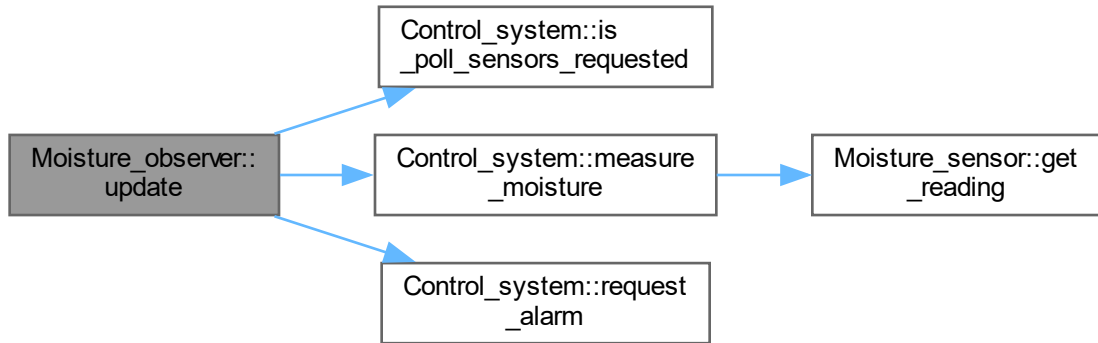 Control_system::is
_poll_sensors_requested
Moisture_observer::
update
Control_system::measure
_moisture
Moisture_sensor::get
_reading
Control_system::request
_alarm